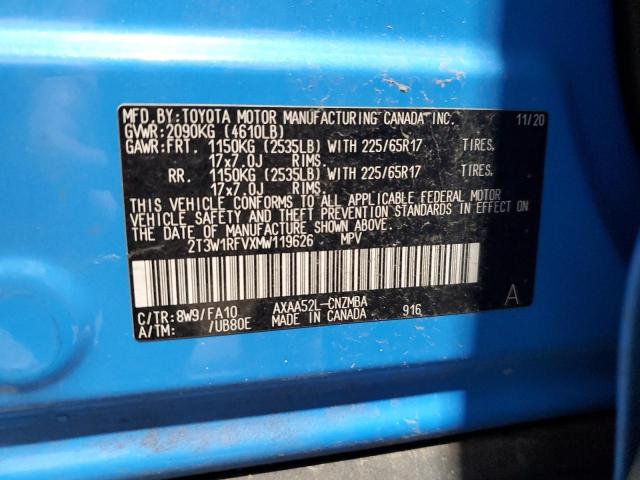 MFD.BY:TOYOTA MOTOR MANUFACTURING CANADA INC. 11/20
GVWR:2090KG (4610LB)
GAWR:FRT. 1150KG (2535LB) WITH 225/65R17 TIRES,
17x7.0J RIMS.
RR. 1150KG (2535LB) WITH 225/65R17 TIRES,
17x7.0J RIMS.
THIS VEHICLE CONFORMS TO ALL APPLICABLE FEDERAL MOTOR
VEHICLE SAFETY AND THEFT PREVENTION STANDARDS IN EFFECT ON
THE DATE OF MANUFACTURE SHOWN ABOVE.
2T3W1RFVXMW119626 MPV
C/TR:8W9/FA10 AXAA52L-CNZMBA 916 A
A/TM: /UB80E MADE IN CANADA